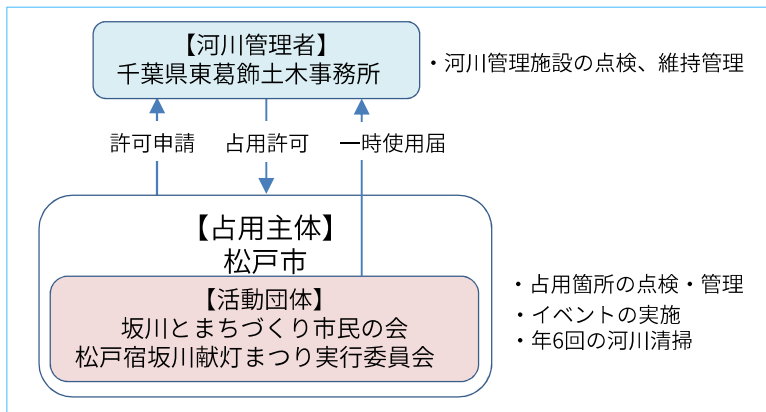 【河川管理者】
千葉県東葛飾土木事務所
・河川管理施設の点検、維持管理
許可申請
占用許可
一時使用届
【占用主体】
松戸市
【活動団体】
坂川とまちづくり市民の会
松戸宿坂川献灯まつり実行委員会
・占用箇所の点検・管理
・イベントの実施
・年6回の河川清掃